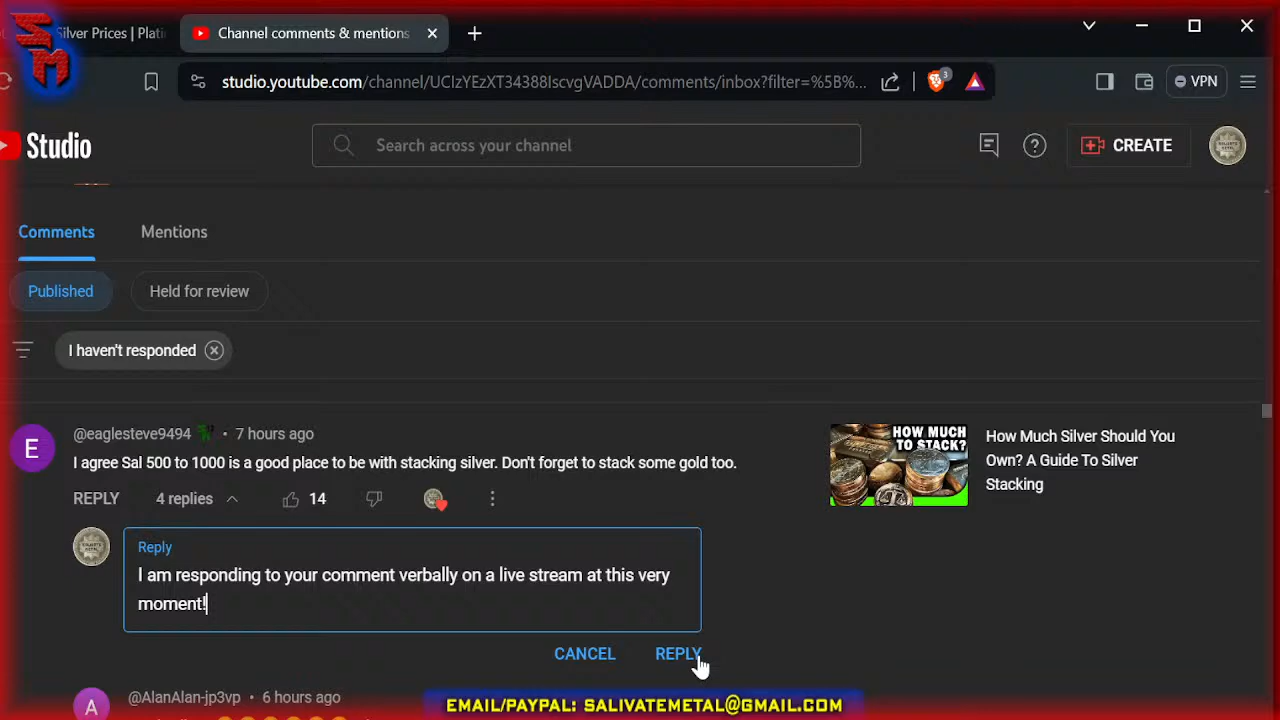 SM
Silver Prices | Plati
Channel comments & mentions
studio.youtube.com/channel/UClzYEzXT34388IscvgVADDA/comments/inbox?filter=%5B%...
3
VPN
Studio
Search across your channel
CREATE
Comments
Mentions
Published
Held for review
I haven't responded
E
@eaglesteve9494 • 7 hours ago
I agree Sal 500 to 1000 is a good place to be with stacking silver. Don't forget to stack some gold too.
REPLY 4 replies 14
HOW MUCH
TO STACK?
How Much Silver Should You
Own? A Guide To Silver
Stacking
Reply
I am responding to your comment verbally on a live stream at this very
moment!
CANCEL REPLY
A
@AlanAlan-jp3vp • 6 hours ago
EMAIL/PAYPAL: SALIVATEMETAL@GMAIL.COM